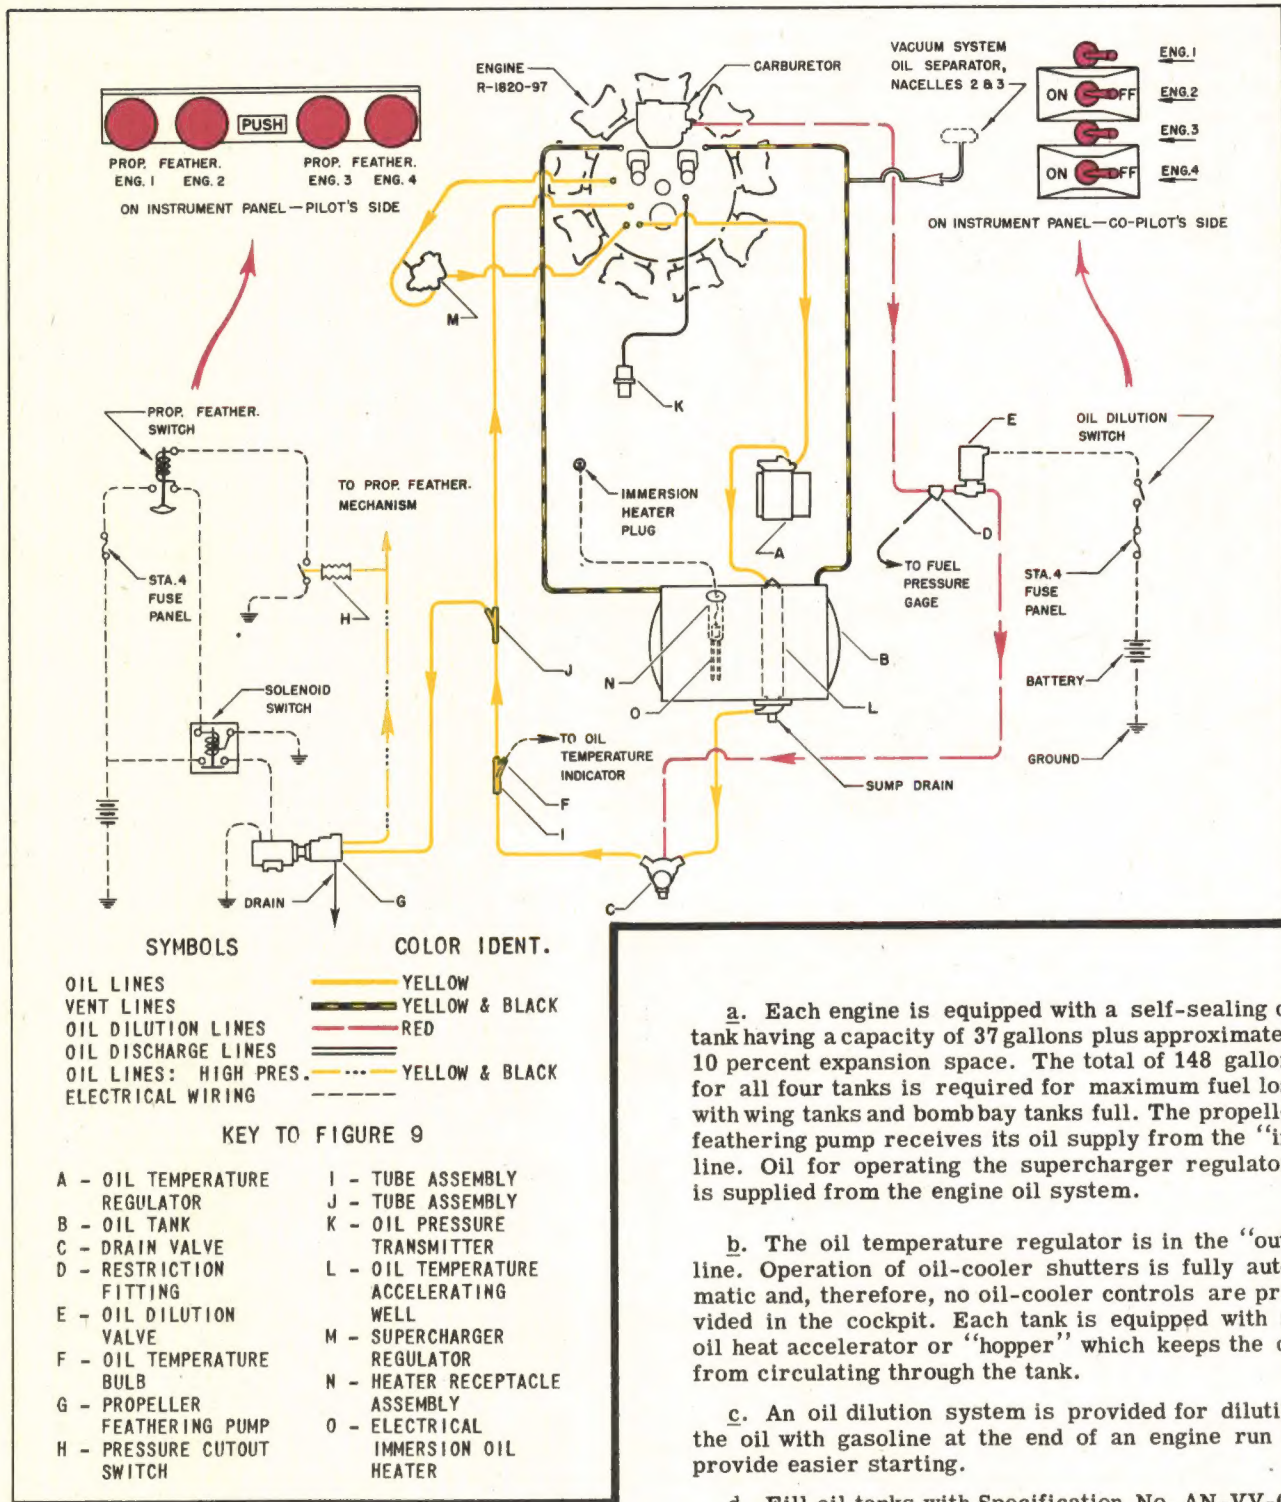 ENGINE
R-1820-97
CARBURETOR
VACUUM SYSTEM
OIL SEPARATOR,
NACELLES 2 & 3
ENG.1
ON OFF ENG.2
ENG.3
ON OFF ENG.4
PUSH
PROP. FEATHER.
ENG. 1 ENG. 2
PROP. FEATHER.
ENG. 3 ENG. 4
ON INSTRUMENT PANEL—PILOT'S SIDE
ON INSTRUMENT PANEL—CO-PILOT'S SIDE
M
K
PROP. FEATHER.
SWITCH
TO PROP. FEATHER.
MECHANISM
IMMERSION
HEATER
PLUG
A
E
OIL DILUTION
SWITCH
D
TO FUEL
PRESSURE
GAGE
STA.4
FUSE
PANEL
STA.4
FUSE
PANEL
H
J
N
O
B
L
BATTERY
SOLENOID
SWITCH
TO OIL
TEMPERATURE
INDICATOR
F
I
SUMP DRAIN
GROUND
DRAIN
G
C
SYMBOLS COLOR IDENT.
OIL LINES YELLOW
VENT LINES YELLOW & BLACK
OIL DILUTION LINES RED
OIL DISCHARGE LINES
OIL LINES: HIGH PRES. YELLOW & BLACK
ELECTRICAL WIRING
KEY TO FIGURE 9
A - OIL TEMPERATURE
REGULATOR
B - OIL TANK
C - DRAIN VALVE
D - RESTRICTION
FITTING
E - OIL DILUTION
VALVE
F - OIL TEMPERATURE
BULB
G - PROPELLER
FEATHERING PUMP
H - PRESSURE CUTOUT
SWITCH
I - TUBE ASSEMBLY
J - TUBE ASSEMBLY
K - OIL PRESSURE
TRANSMITTER
L - OIL TEMPERATURE
ACCELERATING
WELL
M - SUPERCHARGER
REGULATOR
N - HEATER RECEPTACLE
ASSEMBLY
O - ELECTRICAL
IMMERSION OIL
HEATER
a. Each engine is equipped with a self-sealing o
tank having a capacity of 37 gallons plus approximate
10 percent expansion space. The total of 148 gallo
for all four tanks is required for maximum fuel lo
with wing tanks and bomb bay tanks full. The propell
feathering pump receives its oil supply from the "i
line. Oil for operating the supercharger regulato
is supplied from the engine oil system.
b. The oil temperature regulator is in the "ou
line. Operation of oil-cooler shutters is fully aut
matic and, therefore, no oil-cooler controls are pr
vided in the cockpit. Each tank is equipped with
oil heat accelerator or "hopper" which keeps the o
from circulating through the tank.
c. An oil dilution system is provided for diluti
the oil with gasoline at the end of an engine run
provide easier starting.
d. Fill oil tanks with Specification No. AN-VV-